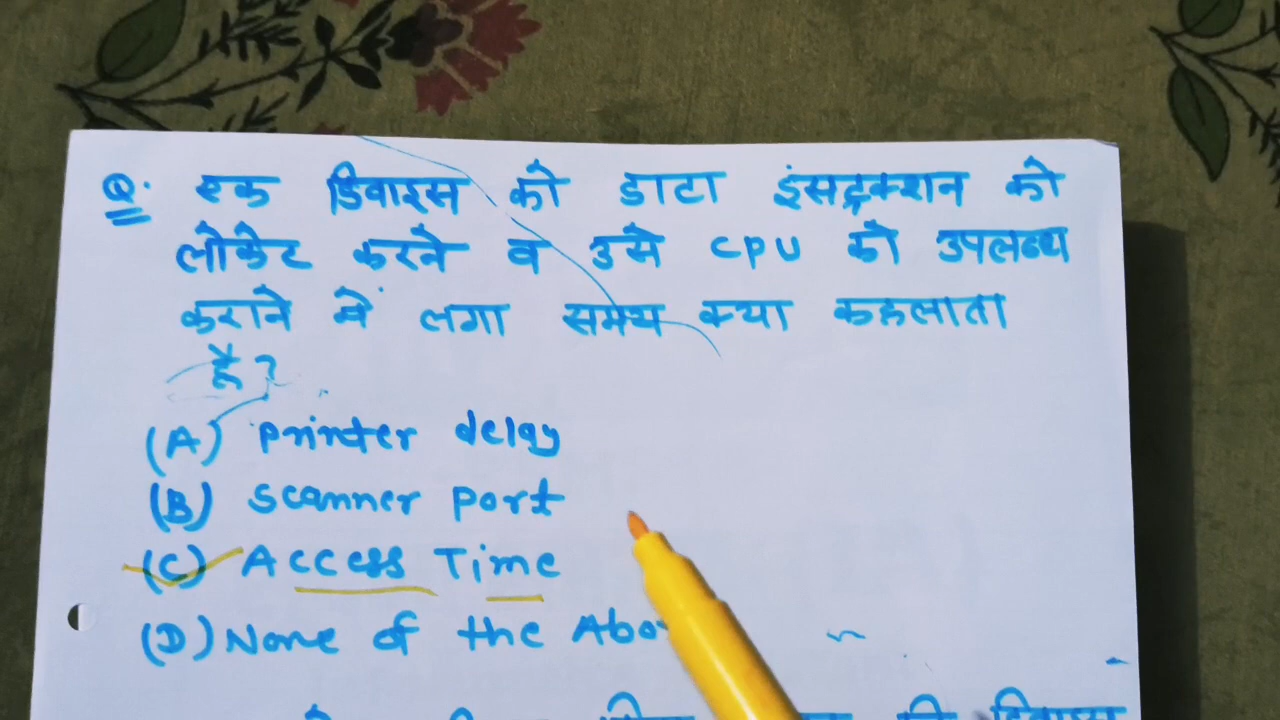 Q. एक डिवाइस को डाटा इंसट्रक्शन को
लोकेट करने व उसे CPU को उपलब्ध
कराने में लगा समय क्या कहलाता
है?
(A) Printer delay
(B) Scanner port
(C) Access Time
(D) None of the Abo